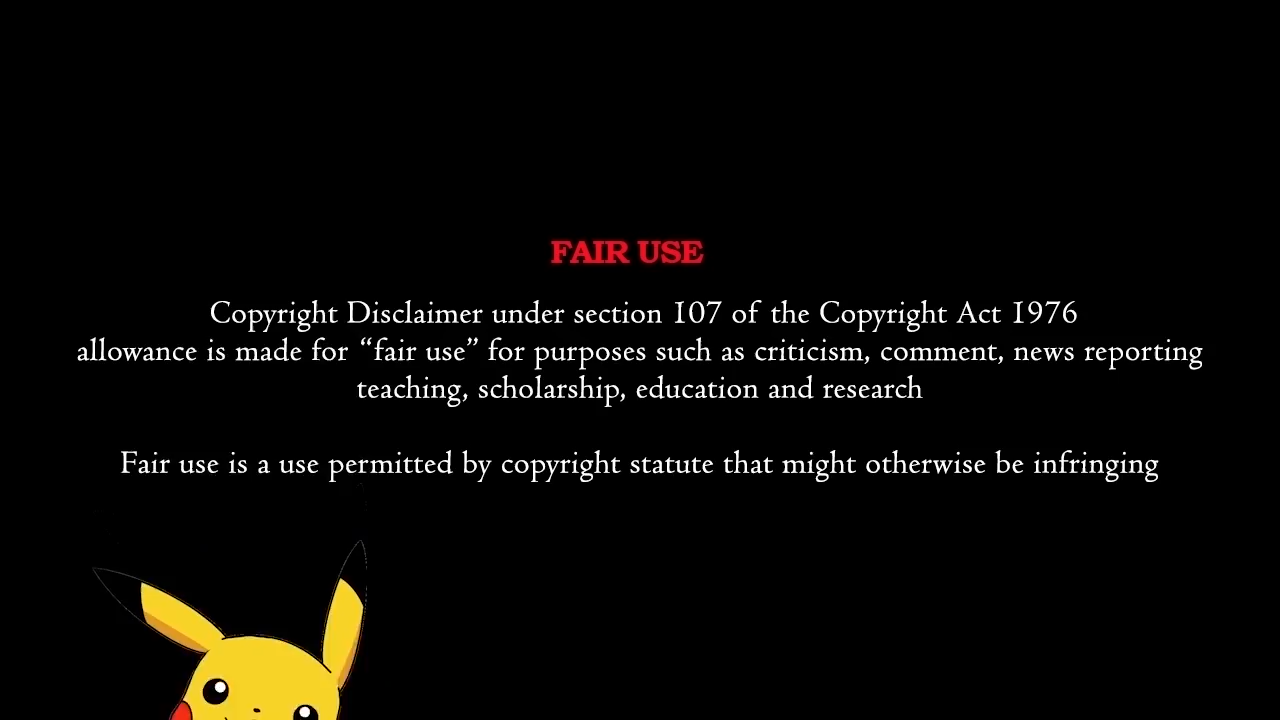 FAIR USE
Copyright Disclaimer under section 107 of the Copyright Act 1976
allowance is made for “fair use” for purposes such as criticism, comment, news reporting
teaching, scholarship, education and research
Fair use is a use permitted by copyright statute that might otherwise be infringing